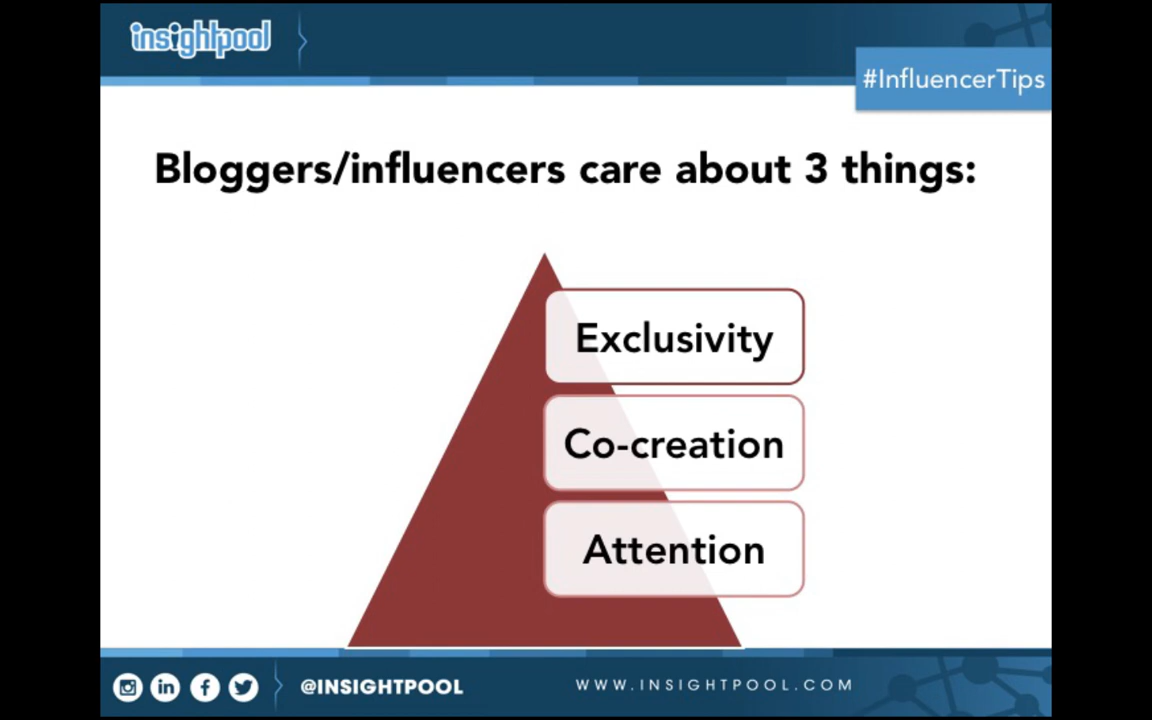 insightpool
#InfluencerTips
Bloggers/influencers care about 3 things:
Exclusivity
Co-creation
Attention
@INSIGHTPOOL
WWW.INSIGHTPOOL.COM